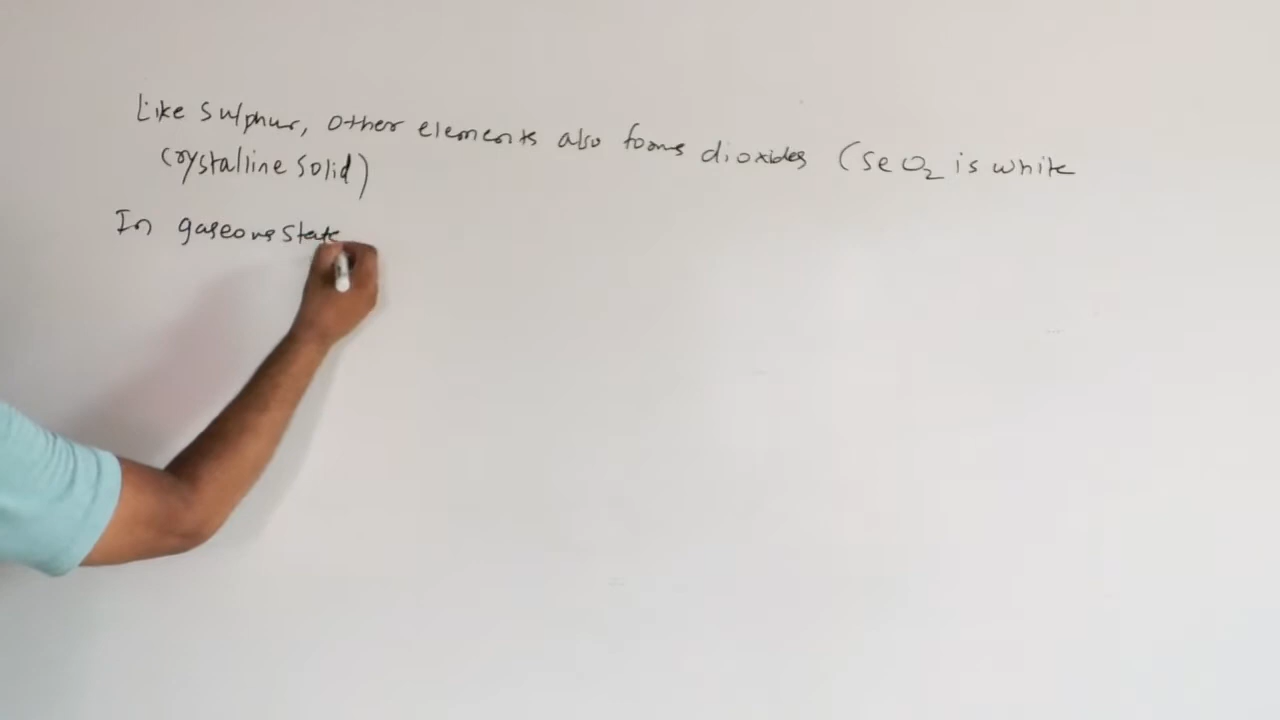 Like sulphur, other elements also forms dioxides (SeO₂ is white
crystalline solid)
In gaseous state